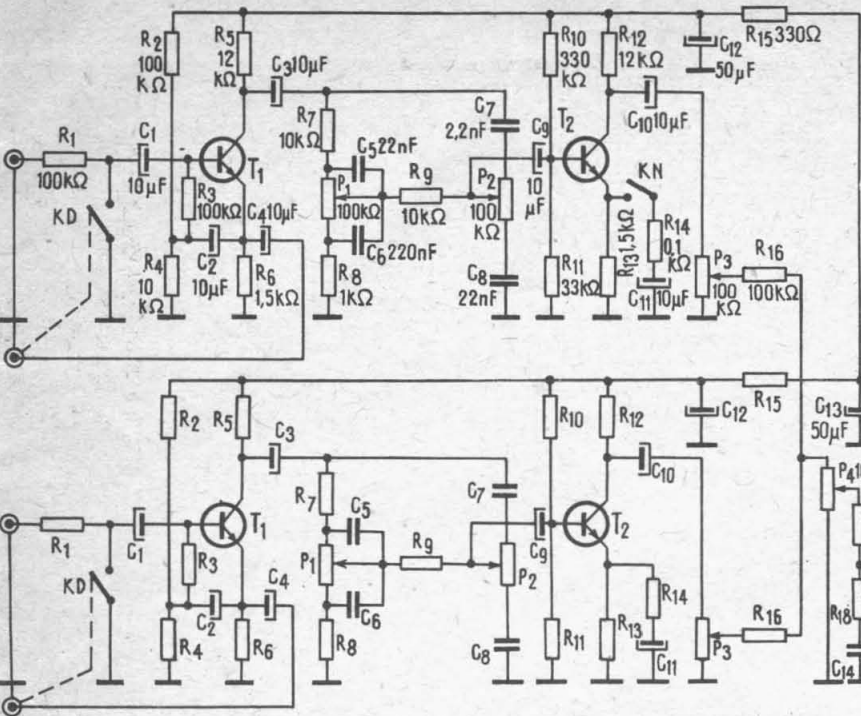 R2
100
kΩ
R5
12
kΩ
C3 10µF
R10
330
kΩ
R12
12kΩ
C12
50µF
R15 330Ω
R1
100kΩ
C1
10µF
T1
R7
10kΩ
C5 22nF
C7
2,2nF
C9
10
µF
T2
C10 10µF
KN
KD
R3
100kΩ
C4 10µF
P1
100kΩ
R9
10kΩ
P2
100
kΩ
R14
0,1
kΩ
R4
10
kΩ
C2
10µF
R6
1,5kΩ
C6 220nF
R8
1kΩ
C8
22nF
R11
33kΩ
R13 1,5kΩ
C11
10µF
P3
100
kΩ
R16
100kΩ
R2
R5
C3
R10
R12
C12
R15
C13
50µF
R1
C1
T1
R7
C5
C7
C9
T2
C10
P4
KD
R3
C4
P1
R9
P2
R14
C2
C6
R4
R6
R8
C8
R11
R13
C11
P3
R16
R18
C14